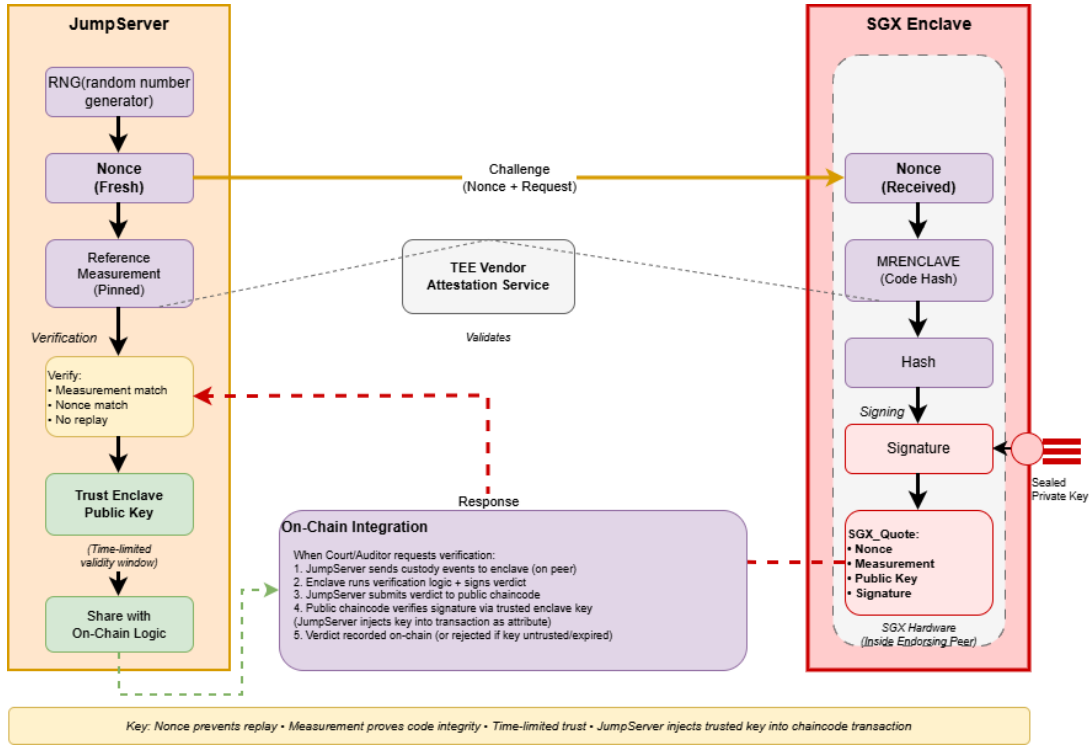 JumpServer
SGX Enclave
RNG(random number
generator)
Nonce
(Fresh)
Challenge
(Nonce + Request)
Nonce
(Received)
Reference
Measurement
(Pinned)
TEE Vendor
Attestation Service
MRENCLAVE
(Code Hash)
Verification
Validates
Hash
Verify:
• Measurement match
• Nonce match
• No replay
Signing
Signature
Sealed
Private Key
Trust Enclave
Public Key
Response
On-Chain Integration
When Court/Auditor requests verification:
1. JumpServer sends custody events to enclave (on peer)
2. Enclave runs verification logic + signs verdict
3. JumpServer submits verdict to public chaincode
4. Public chaincode verifies signature via trusted enclave key
(JumpServer injects key into transaction as attribute)
5. Verdict recorded on-chain (or rejected if key untrusted/expired)
SGX_Quote:
• Nonce
• Measurement
• Public Key
• Signature
(Time-limited
validity window)
Share with
On-Chain Logic
SGX Hardware
(Inside Endorsing Peer)
Key: Nonce prevents replay • Measurement proves code integrity • Time-limited trust • JumpServer injects trusted key into chaincode transaction